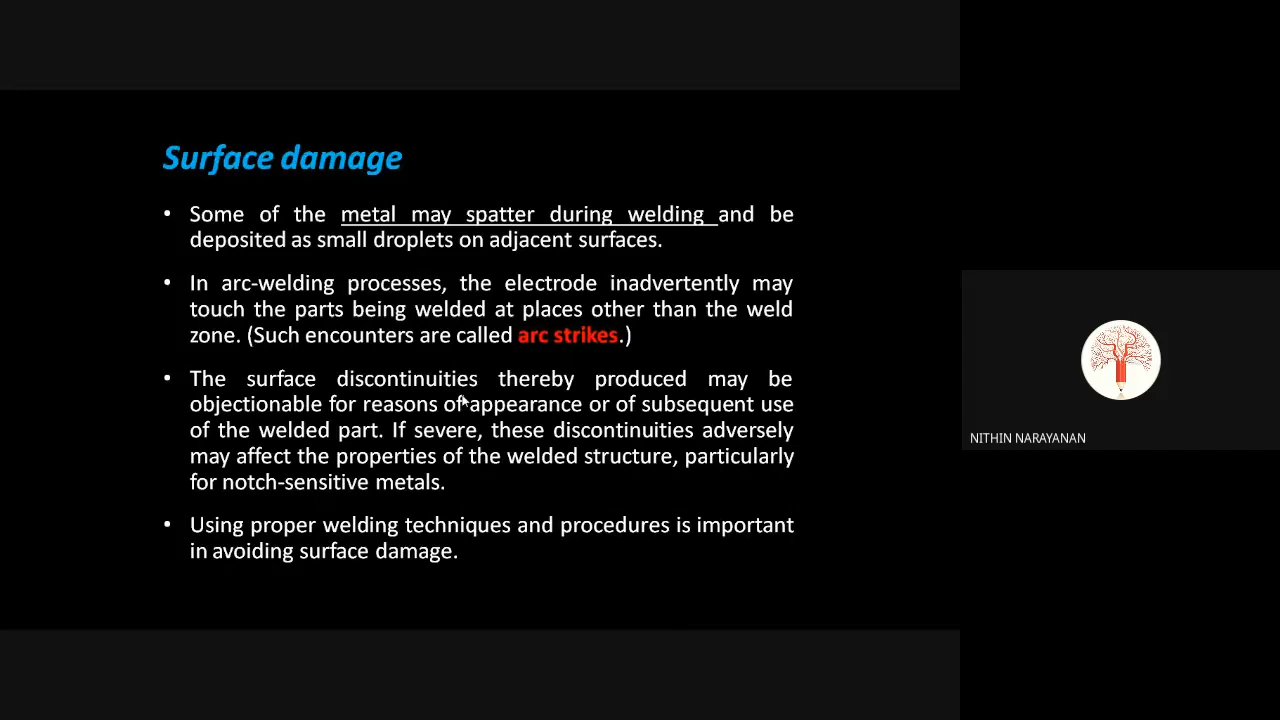 Surface damage
• Some of the metal may spatter during welding and be
deposited as small droplets on adjacent surfaces.
• In arc-welding processes, the electrode inadvertently may
touch the parts being welded at places other than the weld
zone. (Such encounters are called arc strikes.)
• The surface discontinuities thereby produced may be
objectionable for reasons of appearance or of subsequent use
of the welded part. If severe, these discontinuities adversely
may affect the properties of the welded structure, particularly
for notch-sensitive metals.
• Using proper welding techniques and procedures is important
in avoiding surface damage.
NITHIN NARAYANAN